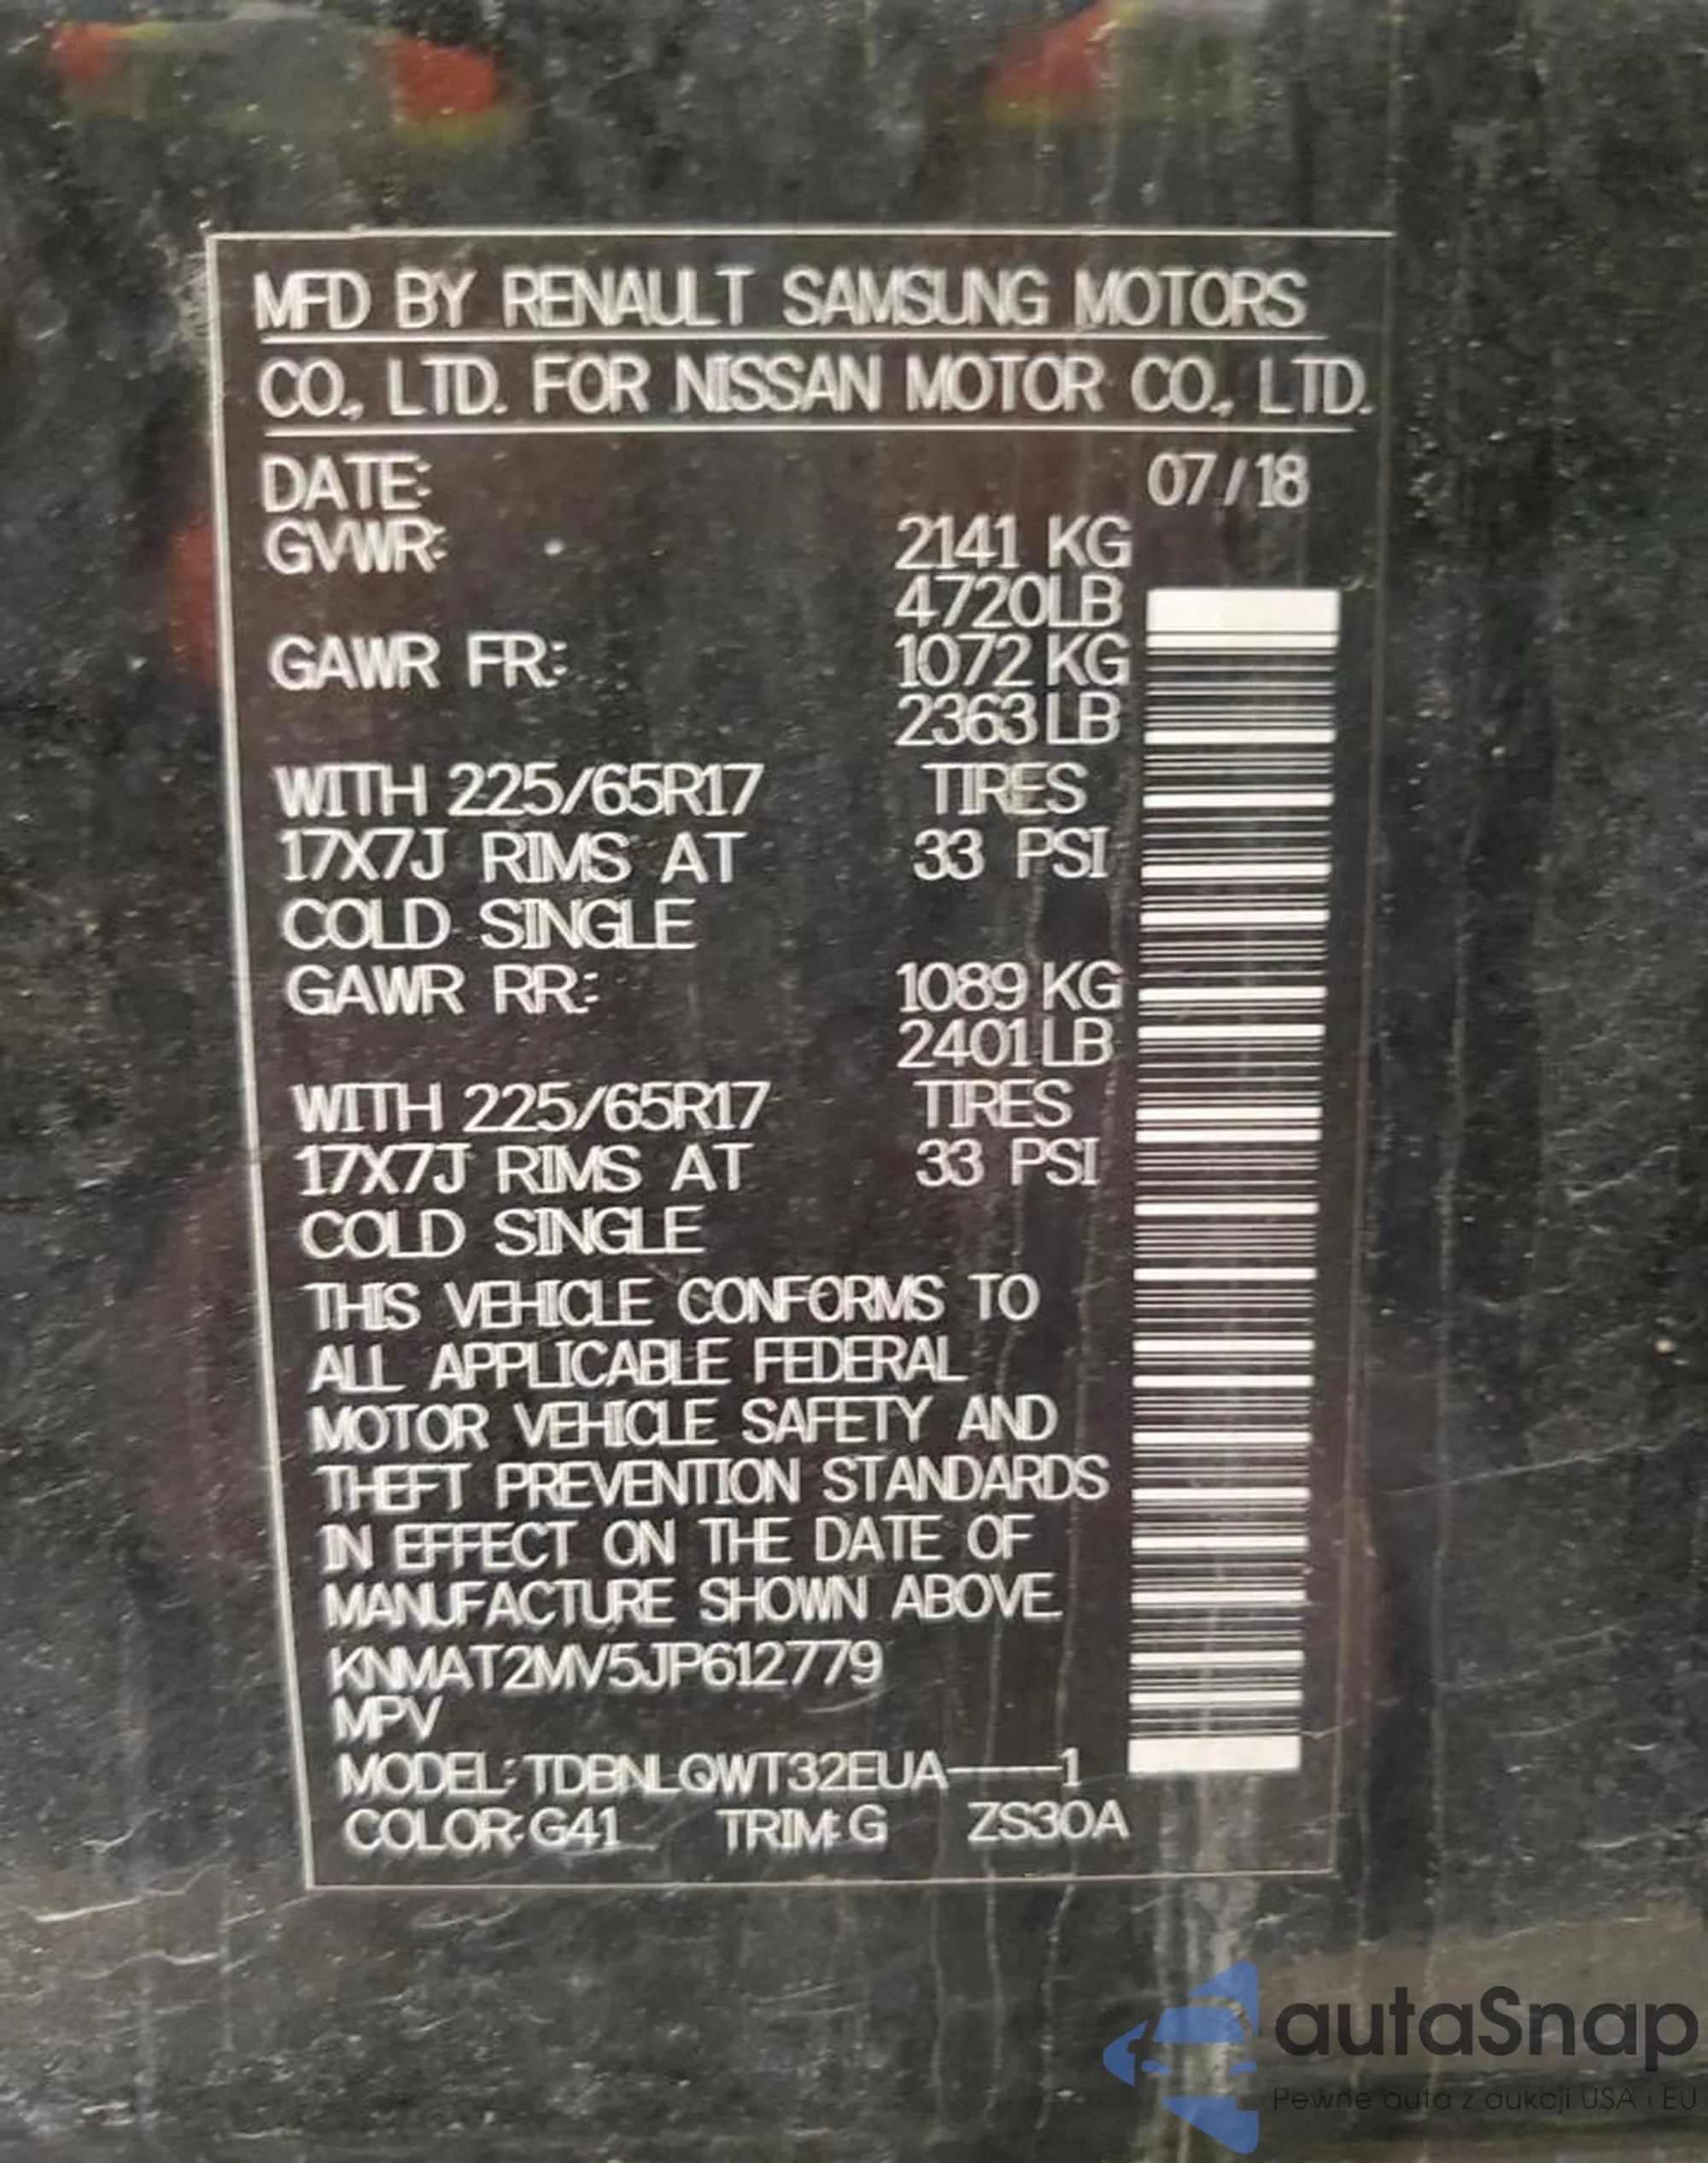 MFD BY RENAULT SAMSUNG MOTORS
CO., LTD. FOR NISSAN MOTOR CO., LTD.
DATE: 07/18
GVWR: 2141 KG
4720LB
GAWR FR: 1072 KG
2363LB
WITH 225/65R17 TIRES
17X7J RIMS AT 33 PSI
COLD SINGLE
GAWR RR: 1089 KG
2401LB
WITH 225/65R17 TIRES
17X7J RIMS AT 33 PSI
COLD SINGLE
THIS VEHICLE CONFORMS TO
ALL APPLICABLE FEDERAL
MOTOR VEHICLE SAFETY AND
THEFT PREVENTION STANDARDS
IN EFFECT ON THE DATE OF
MANUFACTURE SHOWN ABOVE.
KNMAT2MV5JP612779
MPV
MODEL: TDBNLQWT32EUA----1
COLOR: G41 TRIM: G ZS30A
autaSnap
Pewne auta z aukcji USA i EU